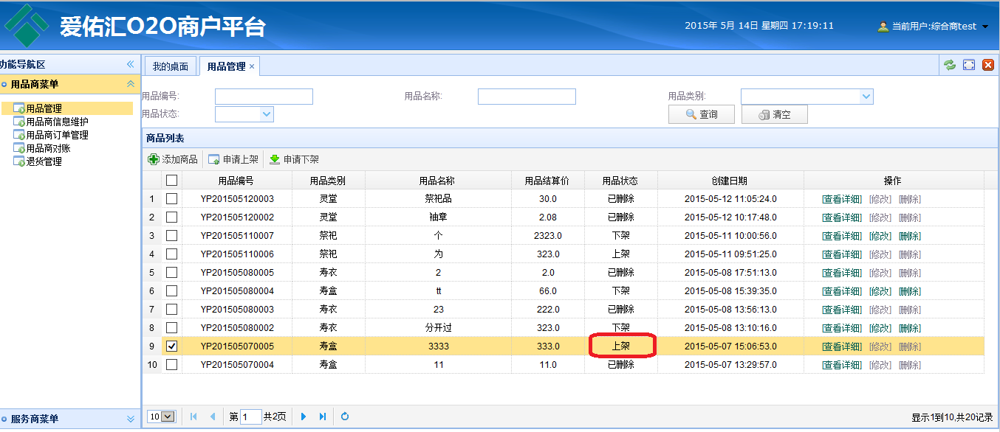 爱佑汇O2O商户平台
2015年 5月 14日 星期四 17:19:11
当前用户:综合商test
功能导航区
用品商菜单
用品管理
用品商信息维护
用品商订单管理
用品商对账
退货管理
服务商菜单
我的桌面 用品管理
用品编号: 用品名称: 用品类别:
用品状态: 查询 清空
商品列表
添加商品 申请上架 申请下架
用品编号 用品类别 用品名称 用品结算价 用品状态 创建日期 操作
1 YP201505120003 灵堂 祭祀品 30.0 已删除 2015-05-12 11:05:24.0 [查看详细] [修改] [删除]
2 YP201505120002 灵堂 袖章 2.08 已删除 2015-05-12 10:17:48.0 [查看详细] [修改] [删除]
3 YP201505110007 祭祀 个 2323.0 下架 2015-05-11 10:00:56.0 [查看详细] [修改] [删除]
4 YP201505110006 祭祀 为 323.0 上架 2015-05-11 09:51:25.0 [查看详细] [修改] [删除]
5 YP201505080005 寿衣 2 2.0 已删除 2015-05-08 17:51:13.0 [查看详细] [修改] [删除]
6 YP201505080004 寿盒 tt 66.0 下架 2015-05-08 15:39:35.0 [查看详细] [修改] [删除]
7 YP201505080003 寿衣 23 222.0 已删除 2015-05-08 13:56:13.0 [查看详细] [修改] [删除]
8 YP201505080002 寿衣 分开过 323.0 下架 2015-05-08 13:10:16.0 [查看详细] [修改] [删除]
9 YP201505070005 寿盒 3333 333.0 上架 2015-05-07 15:06:53.0 [查看详细] [修改] [删除]
10 YP201505070004 寿盒 11 11.0 已删除 2015-05-07 13:29:57.0 [查看详细] [修改] [删除]
10 第 1 共2页 显示1到10,共20记录